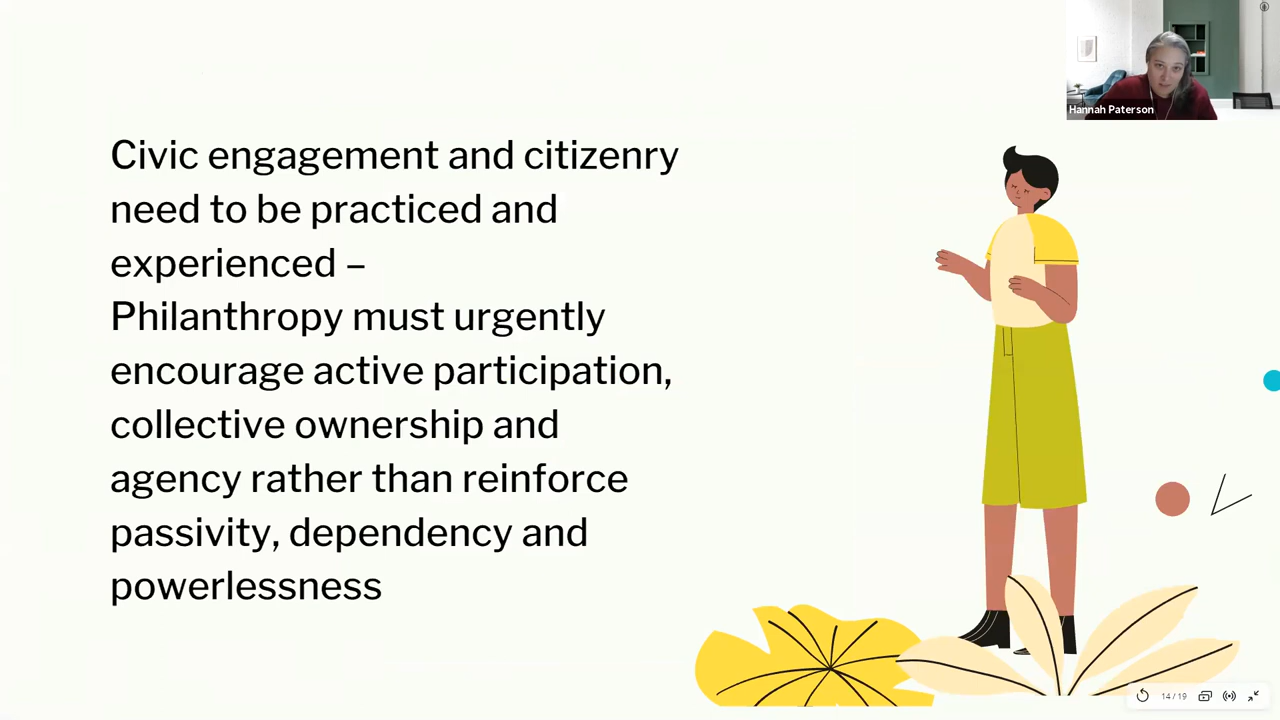 Hannah Paterson
Civic engagement and citizenry
need to be practiced and
experienced –
Philanthropy must urgently
encourage active participation,
collective ownership and
agency rather than reinforce
passivity, dependency and
powerlessness
14 / 19